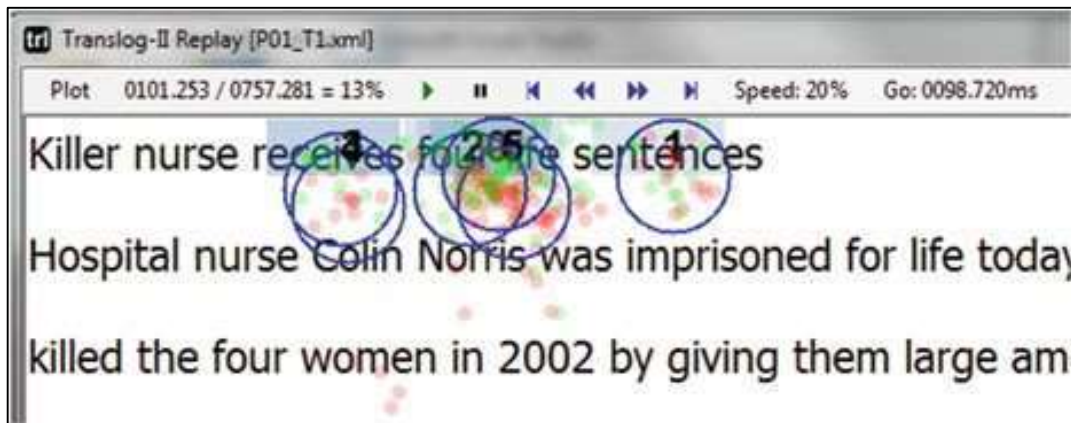 trl Translog-II Replay [P01_T1.xml]
Plot 0101.253 / 0757.281 = 13% Speed: 20% Go: 0098.720ms
Killer nurse receives four life sentences
Hospital nurse Colin Norris was imprisoned for life today
killed the four women in 2002 by giving them large am